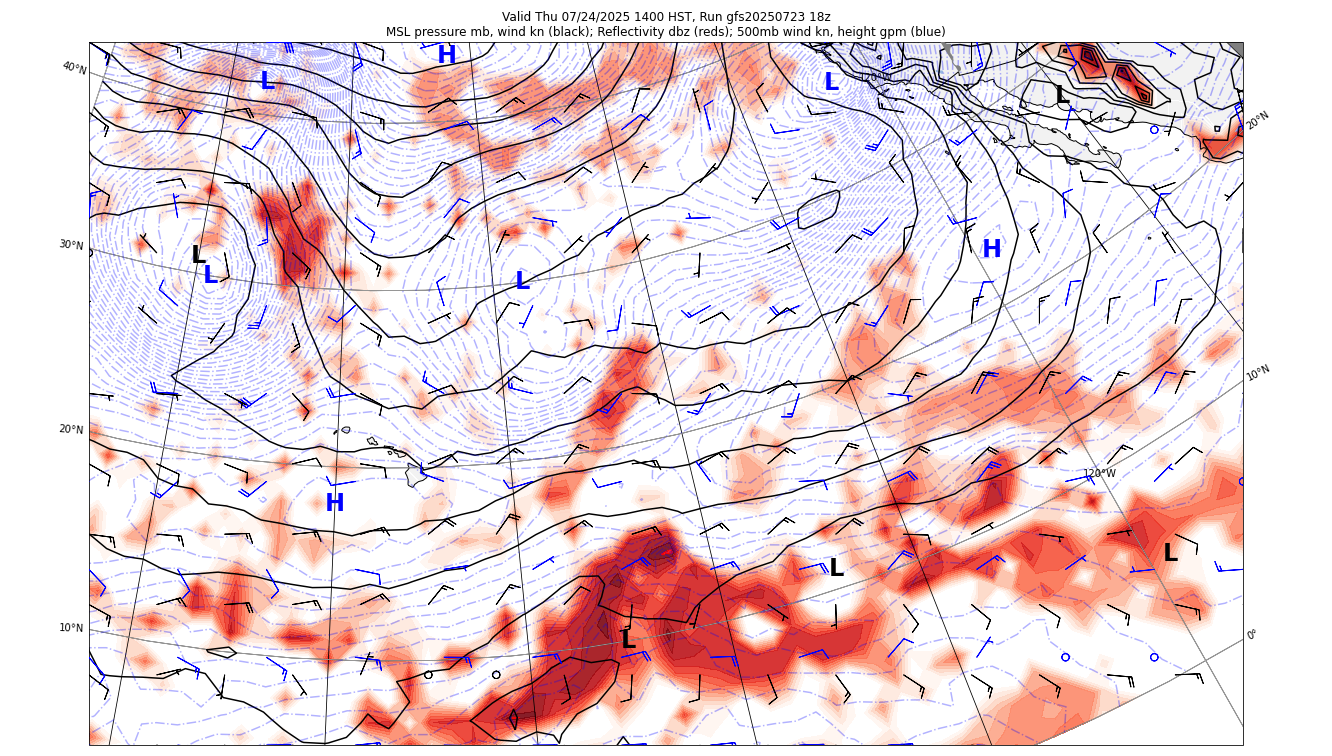 Valid Thu 07/24/2025 1400 HST, Run gfs20250723 18z
MSL pressure mb, wind kn (black); Reflectivity dbz (reds); 500mb wind kn, height gpm (blue)
H
40°N
L
L
120°W
L
20°N
30°N
L
L
L
H
10°N
20°N
120°W
H
L
L
10°N
L
0°